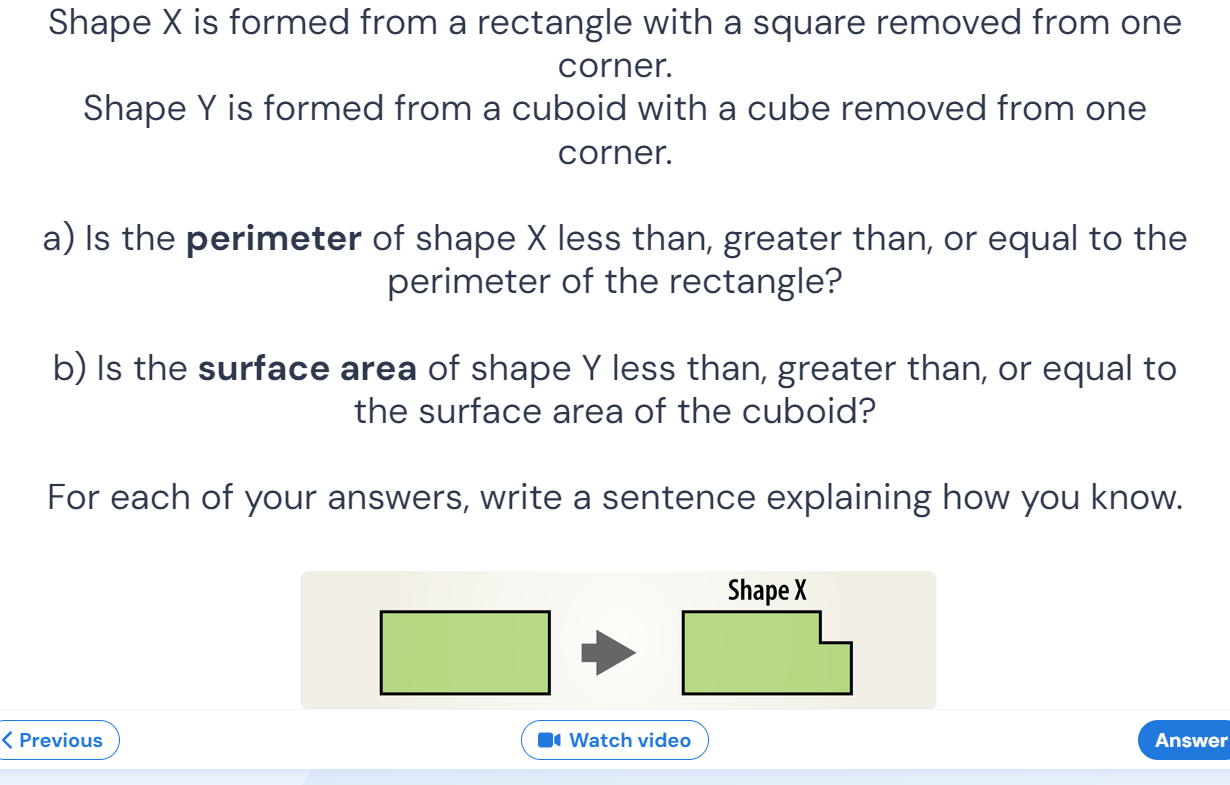 Shape X is formed from a rectangle with a square removed from one
corner.
Shape Y is formed from a cuboid with a cube removed from one
corner.
a) Is the perimeter of shape X less than, greater than, or equal to the
perimeter of the rectangle?
b) Is the surface area of shape Y less than, greater than, or equal to
the surface area of the cuboid?
For each of your answers, write a sentence explaining how you know.
Shape X
Previous
Watch video
Answer